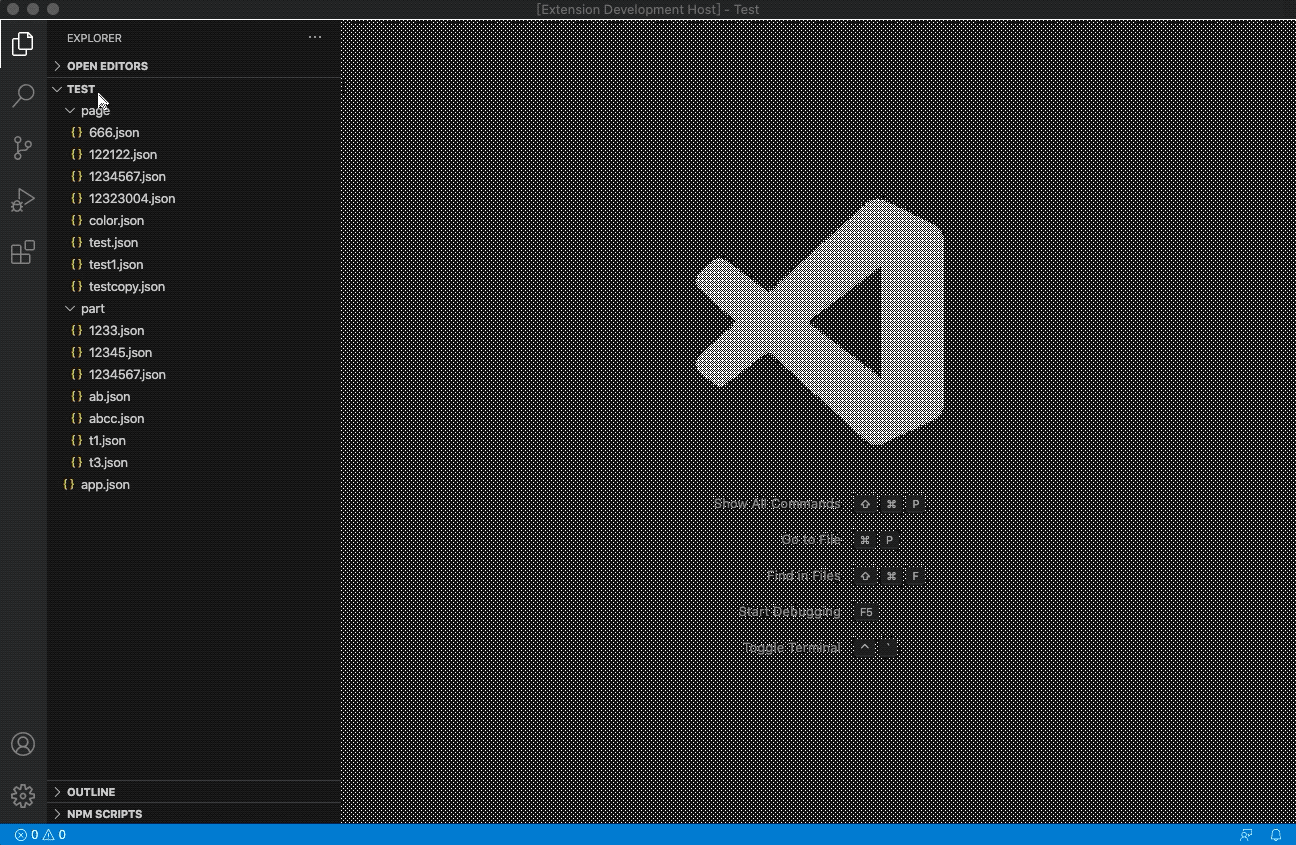 [Extension Development Host] - Test
EXPLORER
OPEN EDITORS
TEST
page
{} 666.json
{} 122122.json
{} 1234567.json
{} 12323004.json
{} color.json
{} test.json
{} test1.json
{} testcopy.json
part
{} 1233.json
{} 12345.json
{} 1234567.json
{} ab.json
{} abcc.json
{} t1.json
{} t3.json
{} app.json
Show All Commands ⇧ ⌘ P
Go to File ⌘ P
Find in Files ⇧ ⌘ F
Start Debugging F5
Toggle Terminal ^ `
OUTLINE
NPM SCRIPTS
0 0